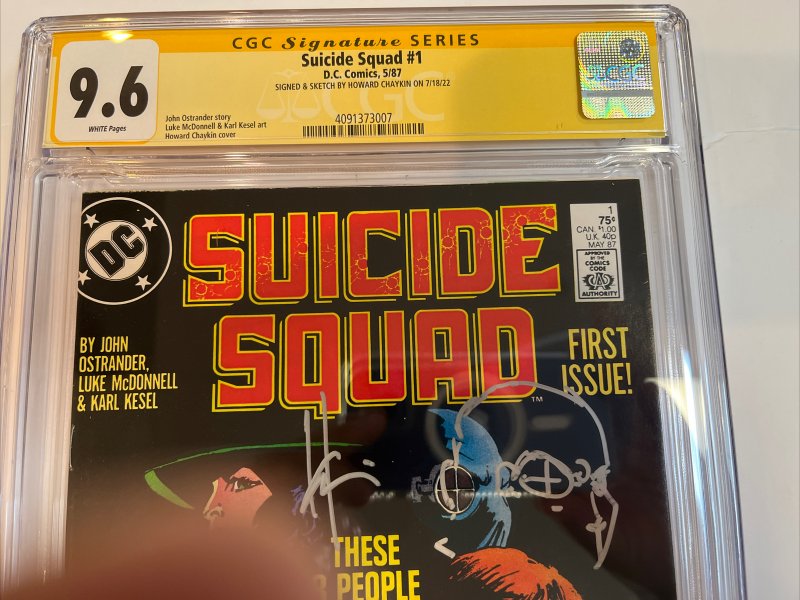 CGC Signature SERIES
9.6
WHITE Pages
Suicide Squad #1
D.C. Comics, 5/87
SIGNED & SKETCH BY HOWARD CHAYKIN ON 7/18/22
John Ostrander story
Luke McDonnell & Karl Kesel art
Howard Chaykin cover
4091373007
CGC
CGC
DC
SUICIDE
SQUAD
1
75¢
CAN. $1.00
U.K. 40p
MAY 87
APPROVED
BY THE
COMICS
CODE
AUTHORITY
BY JOHN
OSTRANDER,
LUKE McDONNELL
& KARL KESEL
FIRST
ISSUE!
TM
THESE
PEOPLE